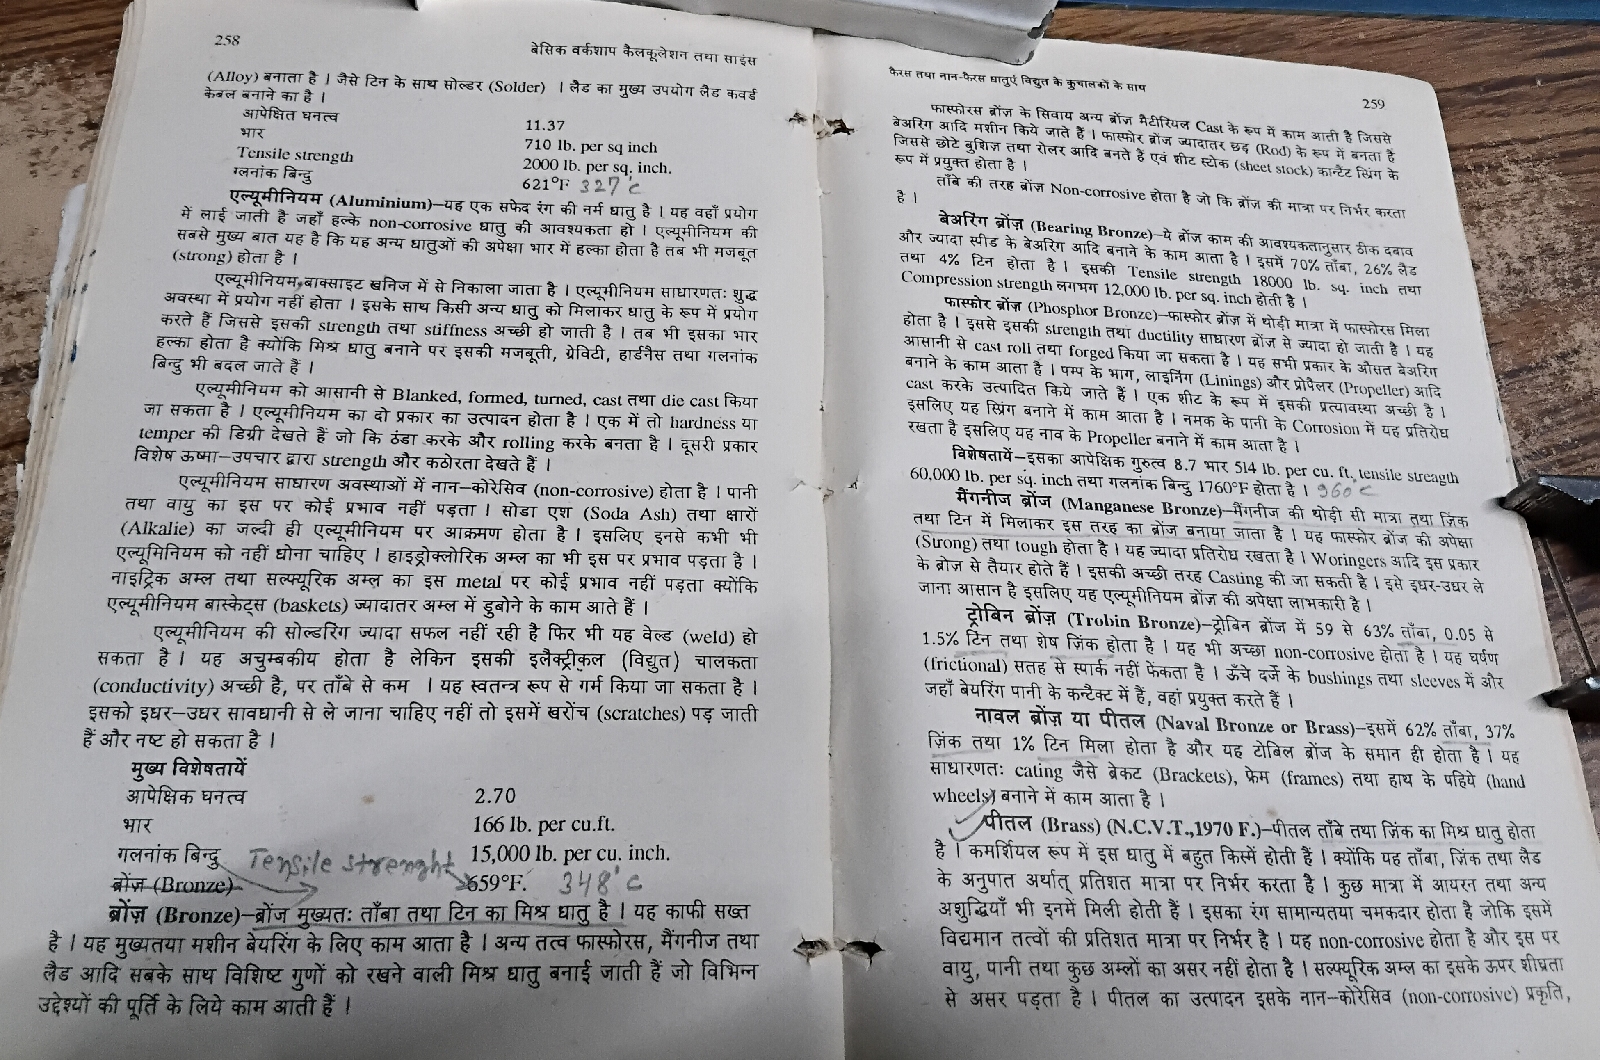 258
बेसिक वर्कशाप कैलकूलेशन तथा साइंस
(Alloy) बनाता है । जैसे टिन के साथ सोल्डर (Solder) । लैड का मुख्य उपयोग लैड कवर्ड
केबल बनाने का है ।
आपेक्षित घनत्व 11.37
भार 710 lb. per sq inch
Tensile strength 2000 lb. per sq. inch.
ग्लनांक बिन्दु 621°F 327°c
एल्यूमीनियम (Aluminium)–यह एक सफेद रंग की नर्म धातु है । यह वहाँ प्रयोग
में लाई जाती है जहाँ हल्के non-corrosive धातु की आवश्यकता हो । एल्यूमीनियम की
सबसे मुख्य बात यह है कि यह अन्य धातुओं की अपेक्षा भार में हल्का होता है तब भी मजबूत
(strong) होता है ।
एल्यूमीनियम बाक्साइट खनिज में से निकाला जाता है । एल्यूमीनियम साधारणतः शुद्ध
अवस्था में प्रयोग नहीं होता । इसके साथ किसी अन्य धातु को मिलाकर धातु के रूप में प्रयोग
करते हैं जिससे इसकी strength तथा stiffness अच्छी हो जाती है । तब भी इसका भार
हल्का होता है क्योंकि मिश्र धातु बनाने पर इसकी मजबूती, ग्रेविटी, हार्डनैस तथा गलनांक
बिन्दु भी बदल जाते हैं ।
एल्यूमीनियम को आसानी से Blanked, formed, turned, cast तथा die cast किया
जा सकता है । एल्यूमीनियम का दो प्रकार का उत्पादन होता है । एक में तो hardness या
temper की डिग्री देखते हैं जो कि ठंडा करके और rolling करके बनता है । दूसरी प्रकार
विशेष ऊष्मा–उपचार द्वारा strength और कठोरता देखते हैं ।
एल्यूमीनियम साधारण अवस्थाओं में नान–कोरेसिव (non-corrosive) होता है । पानी
तथा वायु का इस पर कोई प्रभाव नहीं पड़ता । सोडा एश (Soda Ash) तथा क्षारों
(Alkalie) का जल्दी ही एल्यूमीनियम पर आक्रमण होता है । इसलिए इनसे कभी भी
एल्यूमिनियम को नहीं धोना चाहिए । हाइड्रोक्लोरिक अम्ल का भी इस पर प्रभाव पड़ता है ।
नाइट्रिक अम्ल तथा सल्फ्यूरिक अम्ल का इस metal पर कोई प्रभाव नहीं पड़ता क्योंकि
एल्यूमीनियम बास्केट्स (baskets) ज्यादातर अम्ल में डुबोने के काम आते हैं ।
एल्यूमीनियम की सोल्डरिंग ज्यादा सफल नहीं रही है फिर भी यह वेल्ड (weld) हो
सकता है । यह अचुम्बकीय होता है लेकिन इसकी इलैक्ट्रीकल (विद्युत) चालकता
(conductivity) अच्छी है, पर ताँबे से कम । यह स्वतन्त्र रूप से गर्म किया जा सकता है ।
इसको इधर–उधर सावधानी से ले जाना चाहिए नहीं तो इसमें खरोंच (scratches) पड़ जाती
हैं और नष्ट हो सकता है ।
मुख्य विशेषतायें
आपेक्षिक घनत्व 2.70
भार 166 lb. per cu.ft.
गलनांक बिन्दु Tensile strenght 15,000 lb. per cu. inch.
ब्रोंज़ (Bronze) 659°F. 348°c
ब्रोंज़ (Bronze)–ब्रोंज मुख्यतः ताँबा तथा टिन का मिश्र धातु है । यह काफी सख्त
है । यह मुख्यतया मशीन बेयरिंग के लिए काम आता है । अन्य तत्व फास्फोरस, मैंगनीज तथा
लैड आदि सबके साथ विशिष्ट गुणों को रखने वाली मिश्र धातु बनाई जाती हैं जो विभिन्न
उद्देश्यों की पूर्ति के लिये काम आती हैं ।
फैरस तथा नान-फैरस धातुएं विद्युत के कुचालकों के साथ
259
फास्फोरस ब्रोंज़ के सिवाय अन्य ब्रोंज़ मैटीरियल Cast के रूप में काम आती है जिससे
बेअरिंग आदि मशीन किये जाते हैं । फास्फोर ब्रोंज ज्यादातर छड़ (Rod) के रूप में बनता है
जिससे छोटे बुशिज़ तथा रोलर आदि बनते हैं एवं शीट स्टोक (sheet stock) कान्टैट स्प्रिंग के
रूप में प्रयुक्त होता है ।
ताँबे की तरह ब्रोंज़ Non-corrosive होता है जो कि ब्रोंज़ की मात्रा पर निर्भर करता
है ।
बेअरिंग ब्रोंज़ (Bearing Bronze)–ये ब्रोंज़ काम की आवश्यकतानुसार ठीक दबाव
और ज्यादा स्पीड के बेअरिंग आदि बनाने के काम आता है । इसमें 70% ताँबा, 26% लैड
तथा 4% टिन होता है । इसकी Tensile strength 18000 lb. sq. inch तथा
Compression strength लगभग 12,000 lb. per sq. inch होती है ।
फास्फोर ब्रोंज़ (Phosphor Bronze)–फास्फोर ब्रोंज़ में थोड़ी मात्रा में फास्फोरस मिला
होता है । इससे इसकी strength तथा ductility साधारण ब्रोंज़ से ज्यादा हो जाती है । यह
आसानी से cast roll तथा forged किया जा सकता है । यह सभी प्रकार के औसत बेअरिंग
बनाने के काम आता है । पम्प के भाग, लाइनिंग (Linings) और प्रोपैलर (Propeller) आदि
cast करके उत्पादित किये जाते हैं । एक शीट के रूप में इसकी प्रत्यावस्था अच्छी है ।
इसलिए यह स्प्रिंग बनाने में काम आता है । नमक के पानी के Corrosion में यह प्रतिरोध
रखता है इसलिए यह नाव के Propeller बनाने में काम आता है ।
विशेषतायें–इसका आपेक्षिक गुरुत्व 8.7 भार 514 lb. per cu. ft, tensile strength
60,000 lb. per sq. inch तथा गलनांक बिन्दु 1760°F होता है । 960°c
मैंगनीज ब्रोंज (Manganese Bronze)–मैंगनीज की थोड़ी सी मात्रा तथा ज़िंक
तथा टिन में मिलाकर इस तरह का ब्रोंज़ बनाया जाता है । यह फास्फोर ब्रोंज़ की अपेक्षा
(Strong) तथा tough होता है । यह ज्यादा प्रतिरोध रखता है । Woringers आदि इस प्रकार
के ब्रोज़ से तैयार होते हैं । इसकी अच्छी तरह Casting की जा सकती है । इसे इधर-उधर ले
जाना आसान है इसलिए यह एल्यूमीनियम ब्रोंज़ की अपेक्षा लाभकारी है ।
ट्रोबिन ब्रोंज़ (Trobin Bronze)–ट्रोबिन ब्रोंज में 59 से 63% ताँबा, 0.05 से
1.5% टिन तथा शेष ज़िंक होता है । यह भी अच्छा non-corrosive होता है । यह घर्षण
(frictional) सतह से स्पार्क नहीं फेंकता है । ऊँचे दर्जे के bushings तथा sleeves में और
जहाँ बेयरिंग पानी के कन्टैक्ट में हैं, वहां प्रयुक्त करते हैं ।
नावल ब्रोंज़ या पीतल (Naval Bronze or Brass)–इसमें 62% ताँबा, 37%
ज़िंक तथा 1% टिन मिला होता है और यह टोबिल ब्रोंज के समान ही होता है । यह
साधारणतः cating जैसे ब्रेकट (Brackets), फ्रेम (frames) तथा हाथ के पहिये (hand
wheels) बनाने में काम आता है ।
पीतल (Brass) (N.C.V.T.,1970 F.)–पीतल ताँबे तथा ज़िंक का मिश्र धातु होता
है । कमर्शियल रूप में इस धातु में बहुत किस्में होती हैं । क्योंकि यह ताँबा, ज़िंक तथा लैड
के अनुपात अर्थात् प्रतिशत मात्रा पर निर्भर करता है । कुछ मात्रा में आयरन तथा अन्य
अशुद्धियाँ भी इनमें मिली होती हैं । इसका रंग सामान्यतया चमकदार होता है जोकि इसमें
विद्यमान तत्वों की प्रतिशत मात्रा पर निर्भर है । यह non-corrosive होता है और इस पर
वायु, पानी तथा कुछ अम्लों का असर नहीं होता है । सल्फ्यूरिक अम्ल का इसके ऊपर शीघ्रता
से असर पड़ता है । पीतल का उत्पादन इसके नान–कोरेसिव (non-corrosive) प्रकृति,